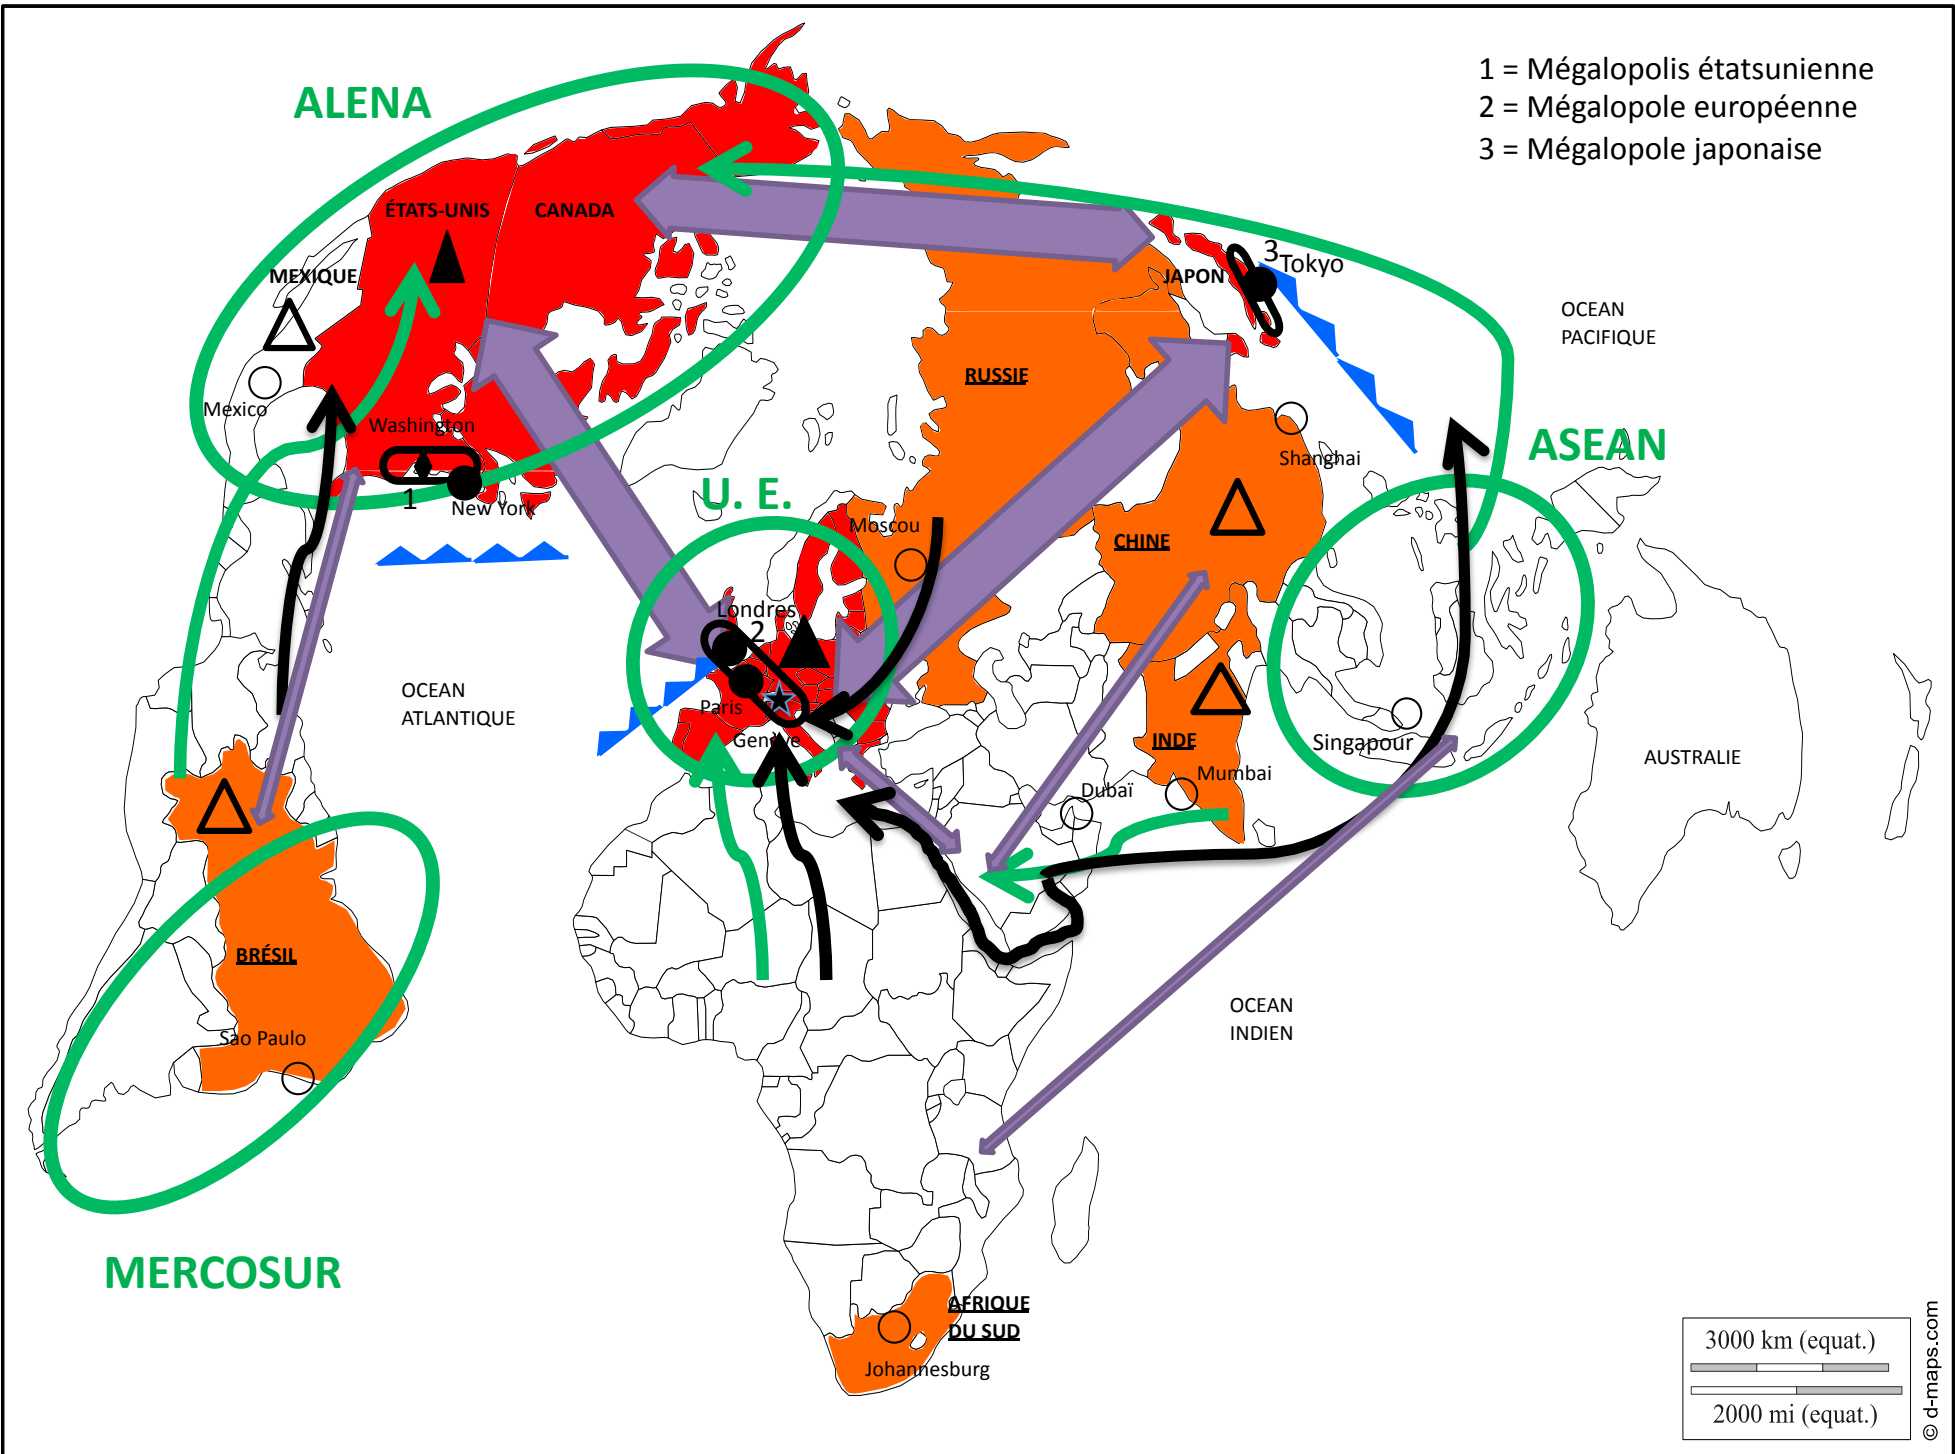 1 = Mégalopolis étatsunienne
2 = Mégalopole européenne
3 = Mégalopole japonaise
ALENA
ÉTATS-UNIS
CANADA
MEXIQUE
Mexico
Washington
1
New York
JAPON
3
Tokyo
OCEAN
PACIFIQUE
RUSSIE
Shanghai
ASEAN
U. E.
Moscou
CHINE
Londres
2
Paris
Genève
OCEAN
ATLANTIQUE
INDE
Mumbai
Dubaï
Singapour
AUSTRALIE
BRÉSIL
Sao Paulo
OCEAN
INDIEN
MERCOSUR
AFRIQUE
DU SUD
Johannesburg
3000 km (equat.)
2000 mi (equat.)
© d-maps.com